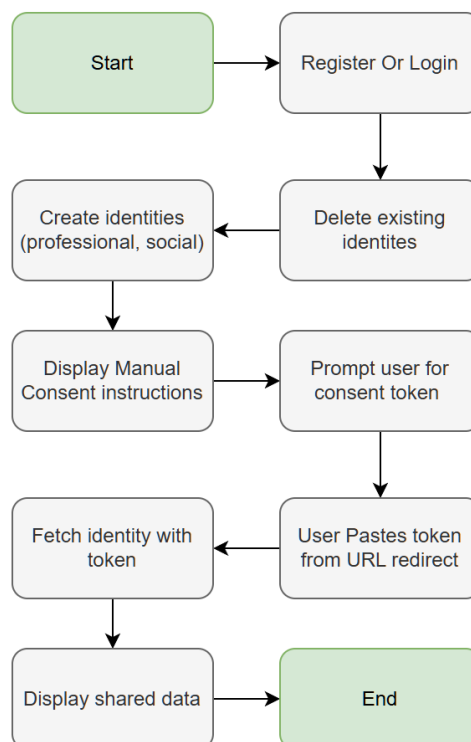 Start
Register Or Login
Delete existing
identites
Create identities
(professional, social)
Display Manual
Consent instructions
Prompt user for
consent token
User Pastes token
from URL redirect
Fetch identity with
token
Display shared data
End